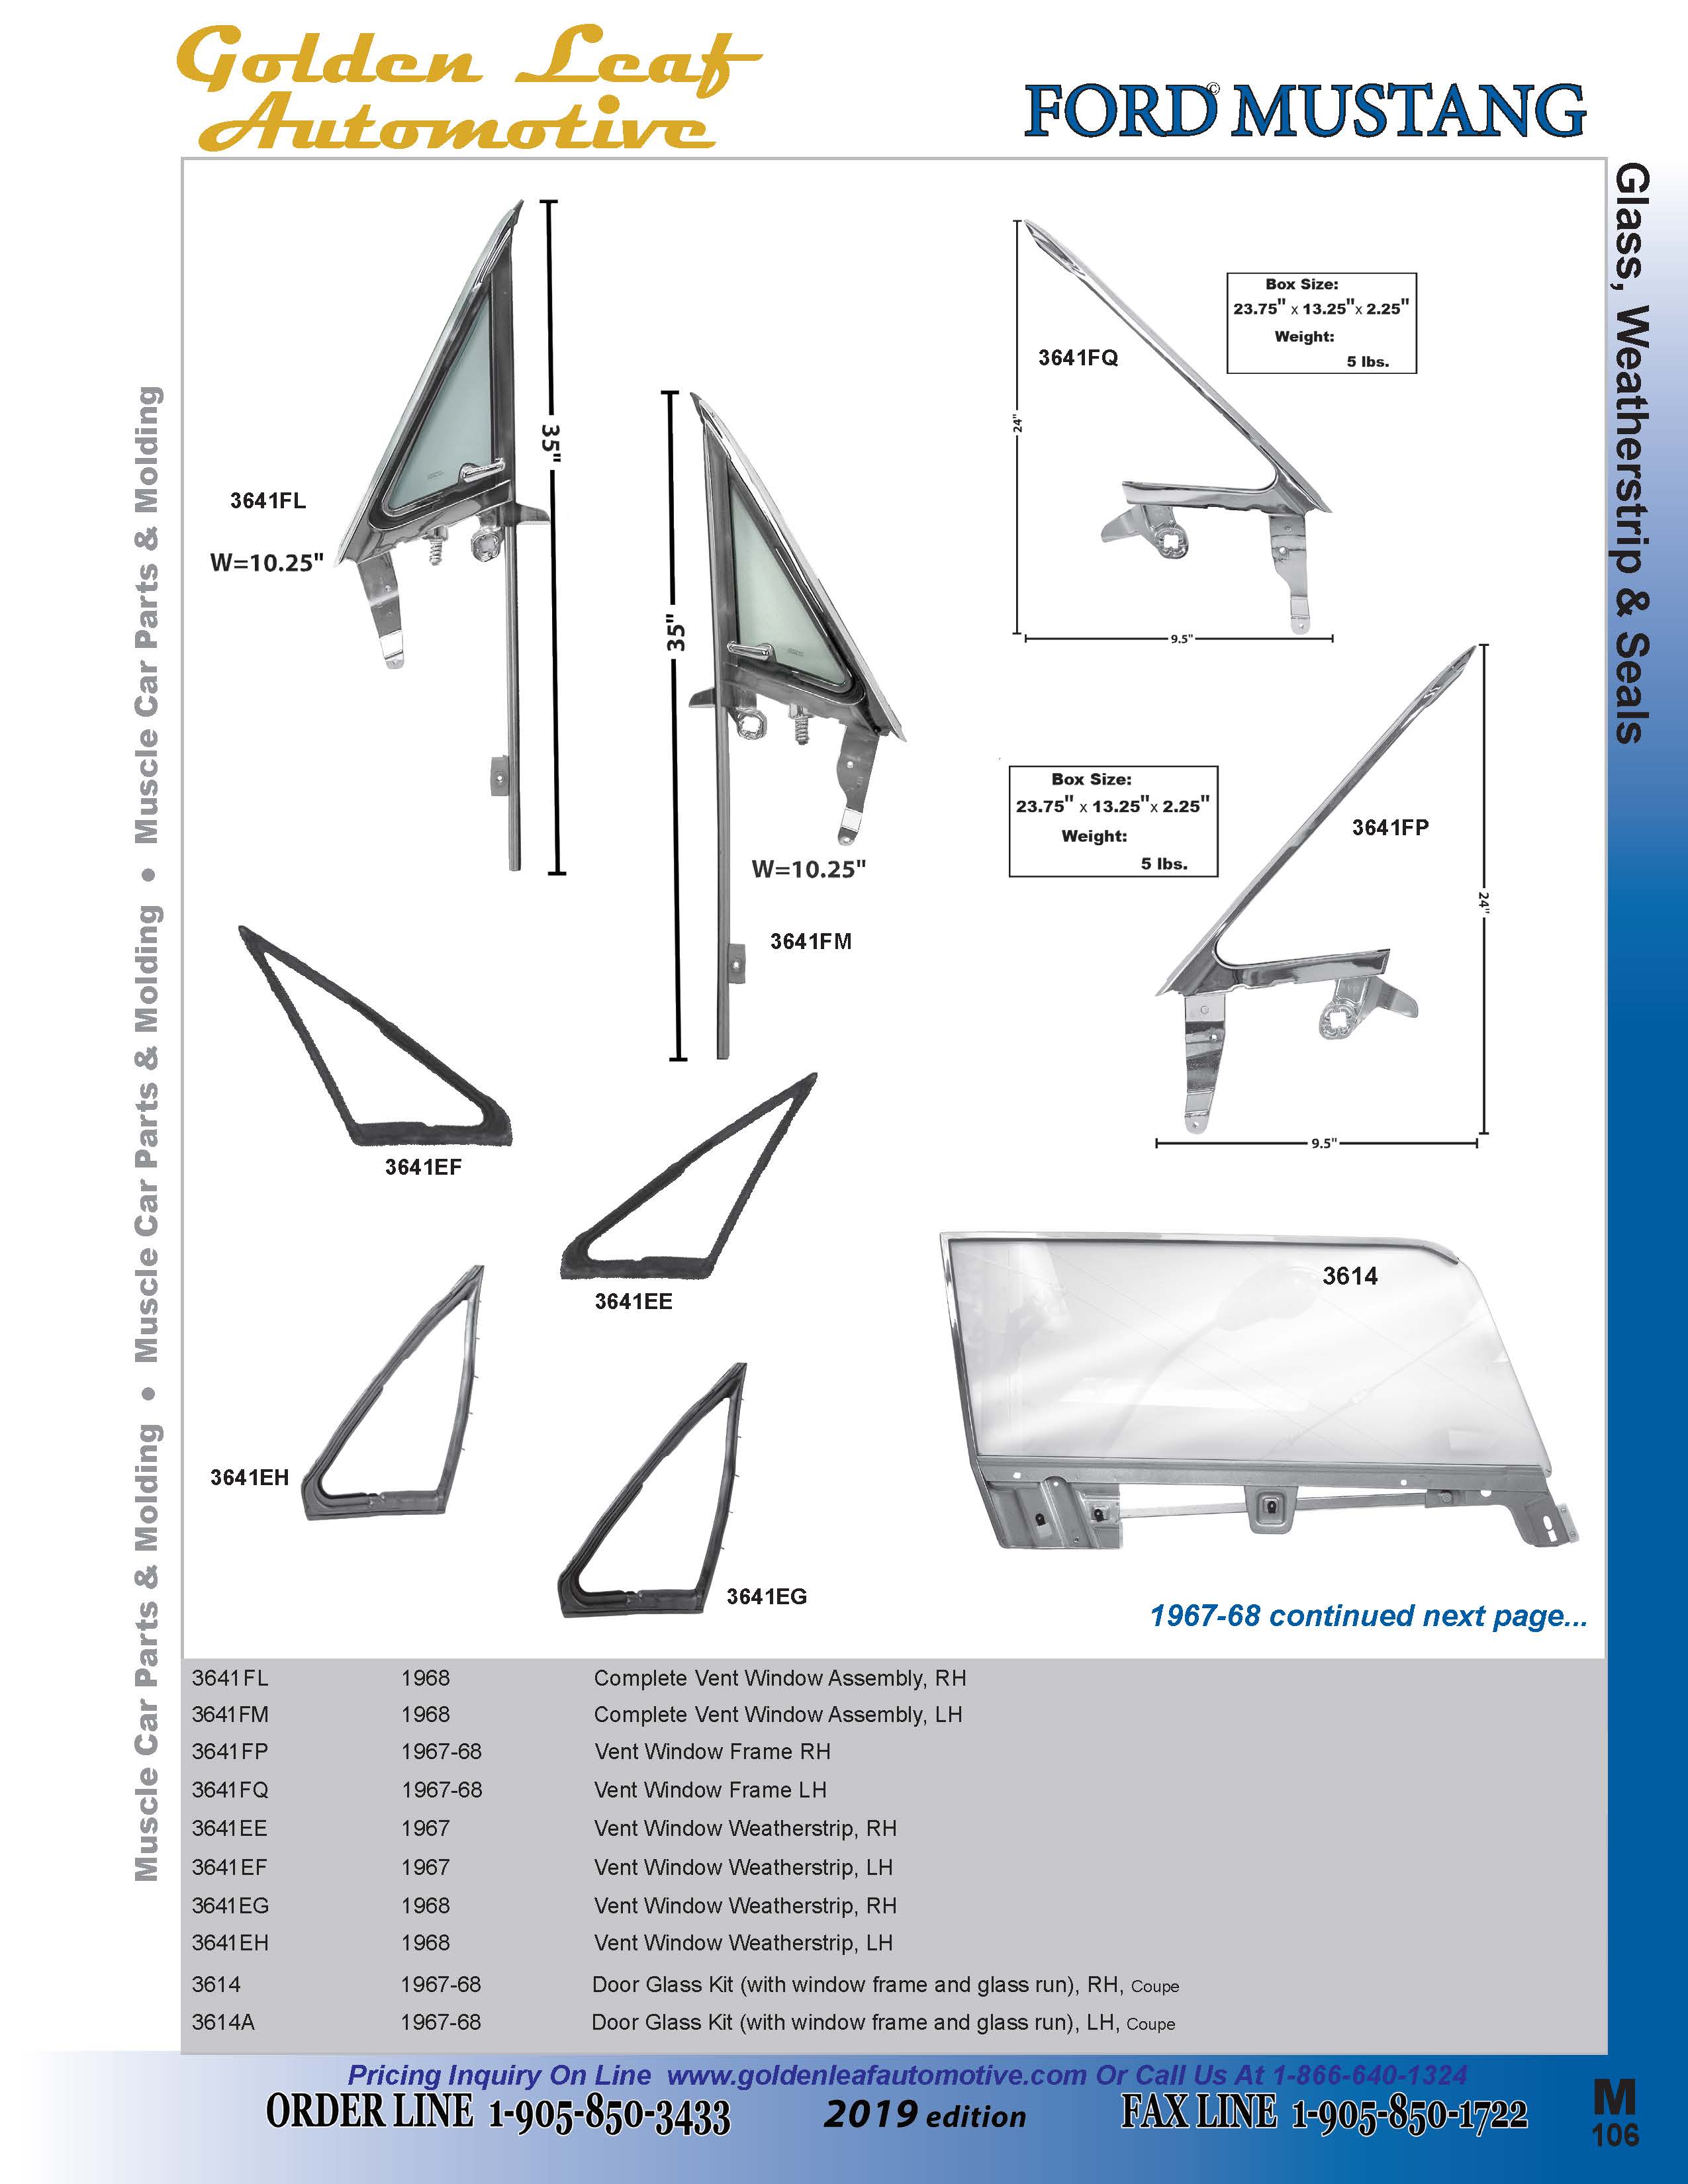 Golden Leaf
Automotive
FORD© MUSTANG
Glass, Weatherstrip & Seals
Muscle Car Parts & Molding • Muscle Car Parts & Molding • Muscle Car Parts & Molding
35"
3641FL
W=10.25"
35"
W=10.25"
3641FM
24"
3641FQ
Box Size:
23.75" x 13.25" x 2.25"
Weight:
5 lbs.
9.5"
Box Size:
23.75" x 13.25" x 2.25"
Weight:
5 lbs.
3641FP
24"
9.5"
3641EF
3641EE
3641EH
3641EG
3614
1967-68 continued next page...
3641FL 1968 Complete Vent Window Assembly, RH
3641FM 1968 Complete Vent Window Assembly, LH
3641FP 1967-68 Vent Window Frame RH
3641FQ 1967-68 Vent Window Frame LH
3641EE 1967 Vent Window Weatherstrip, RH
3641EF 1967 Vent Window Weatherstrip, LH
3641EG 1968 Vent Window Weatherstrip, RH
3641EH 1968 Vent Window Weatherstrip, LH
3614 1967-68 Door Glass Kit (with window frame and glass run), RH, Coupe
3614A 1967-68 Door Glass Kit (with window frame and glass run), LH, Coupe
Pricing Inquiry On Line www.goldenleafautomotive.com Or Call Us At 1-866-640-1324
ORDER LINE 1-905-850-3433 2019 edition FAX LINE 1-905-850-1722
M
106